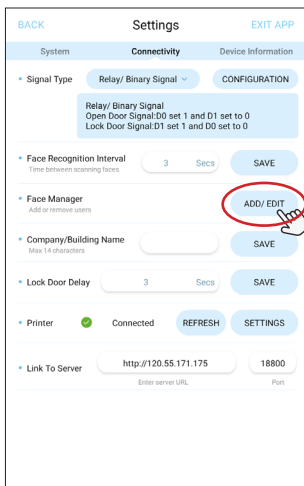 BACK Settings EXIT APP
System Connectivity Device Information
• Signal Type Relay/ Binary Signal CONFIGURATION
Relay/ Binary Signal
Open Door Signal:D0 set 1 and D1 set to 0
Lock Door Signal:D1 set 1 and D0 set to 0
• Face Recognition Interval 3 Secs SAVE
Time between scanning faces
• Face Manager ADD/ EDIT
Add or remove users
• Company/Building Name SAVE
Max 14 characters
• Lock Door Delay 3 Secs SAVE
• Printer Connected REFRESH SETTINGS
• Link To Server http://120.55.171.175 18800
Enter server URL Port